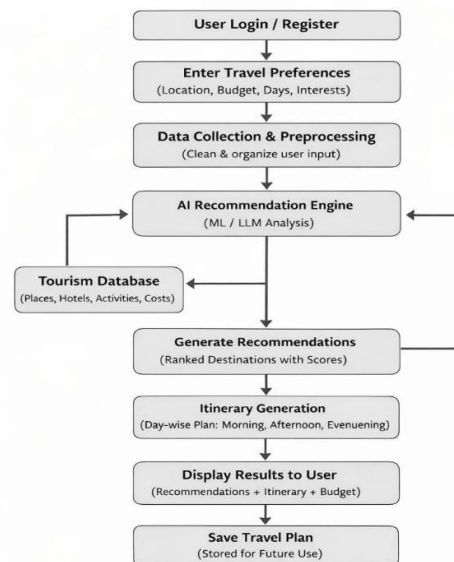 User Login / Register
Enter Travel Preferences
(Location, Budget, Days, Interests)
Data Collection & Preprocessing
(Clean & organize user input)
AI Recommendation Engine
(ML / LLM Analysis)
Tourism Database
(Places, Hotels, Activities, Costs)
Generate Recommendations
(Ranked Destinations with Scores)
Itinerary Generation
(Day-wise Plan: Morning, Afternoon, Evenuening)
Display Results to User
(Recommendations + Itinerary + Budget)
Save Travel Plan
(Stored for Future Use)